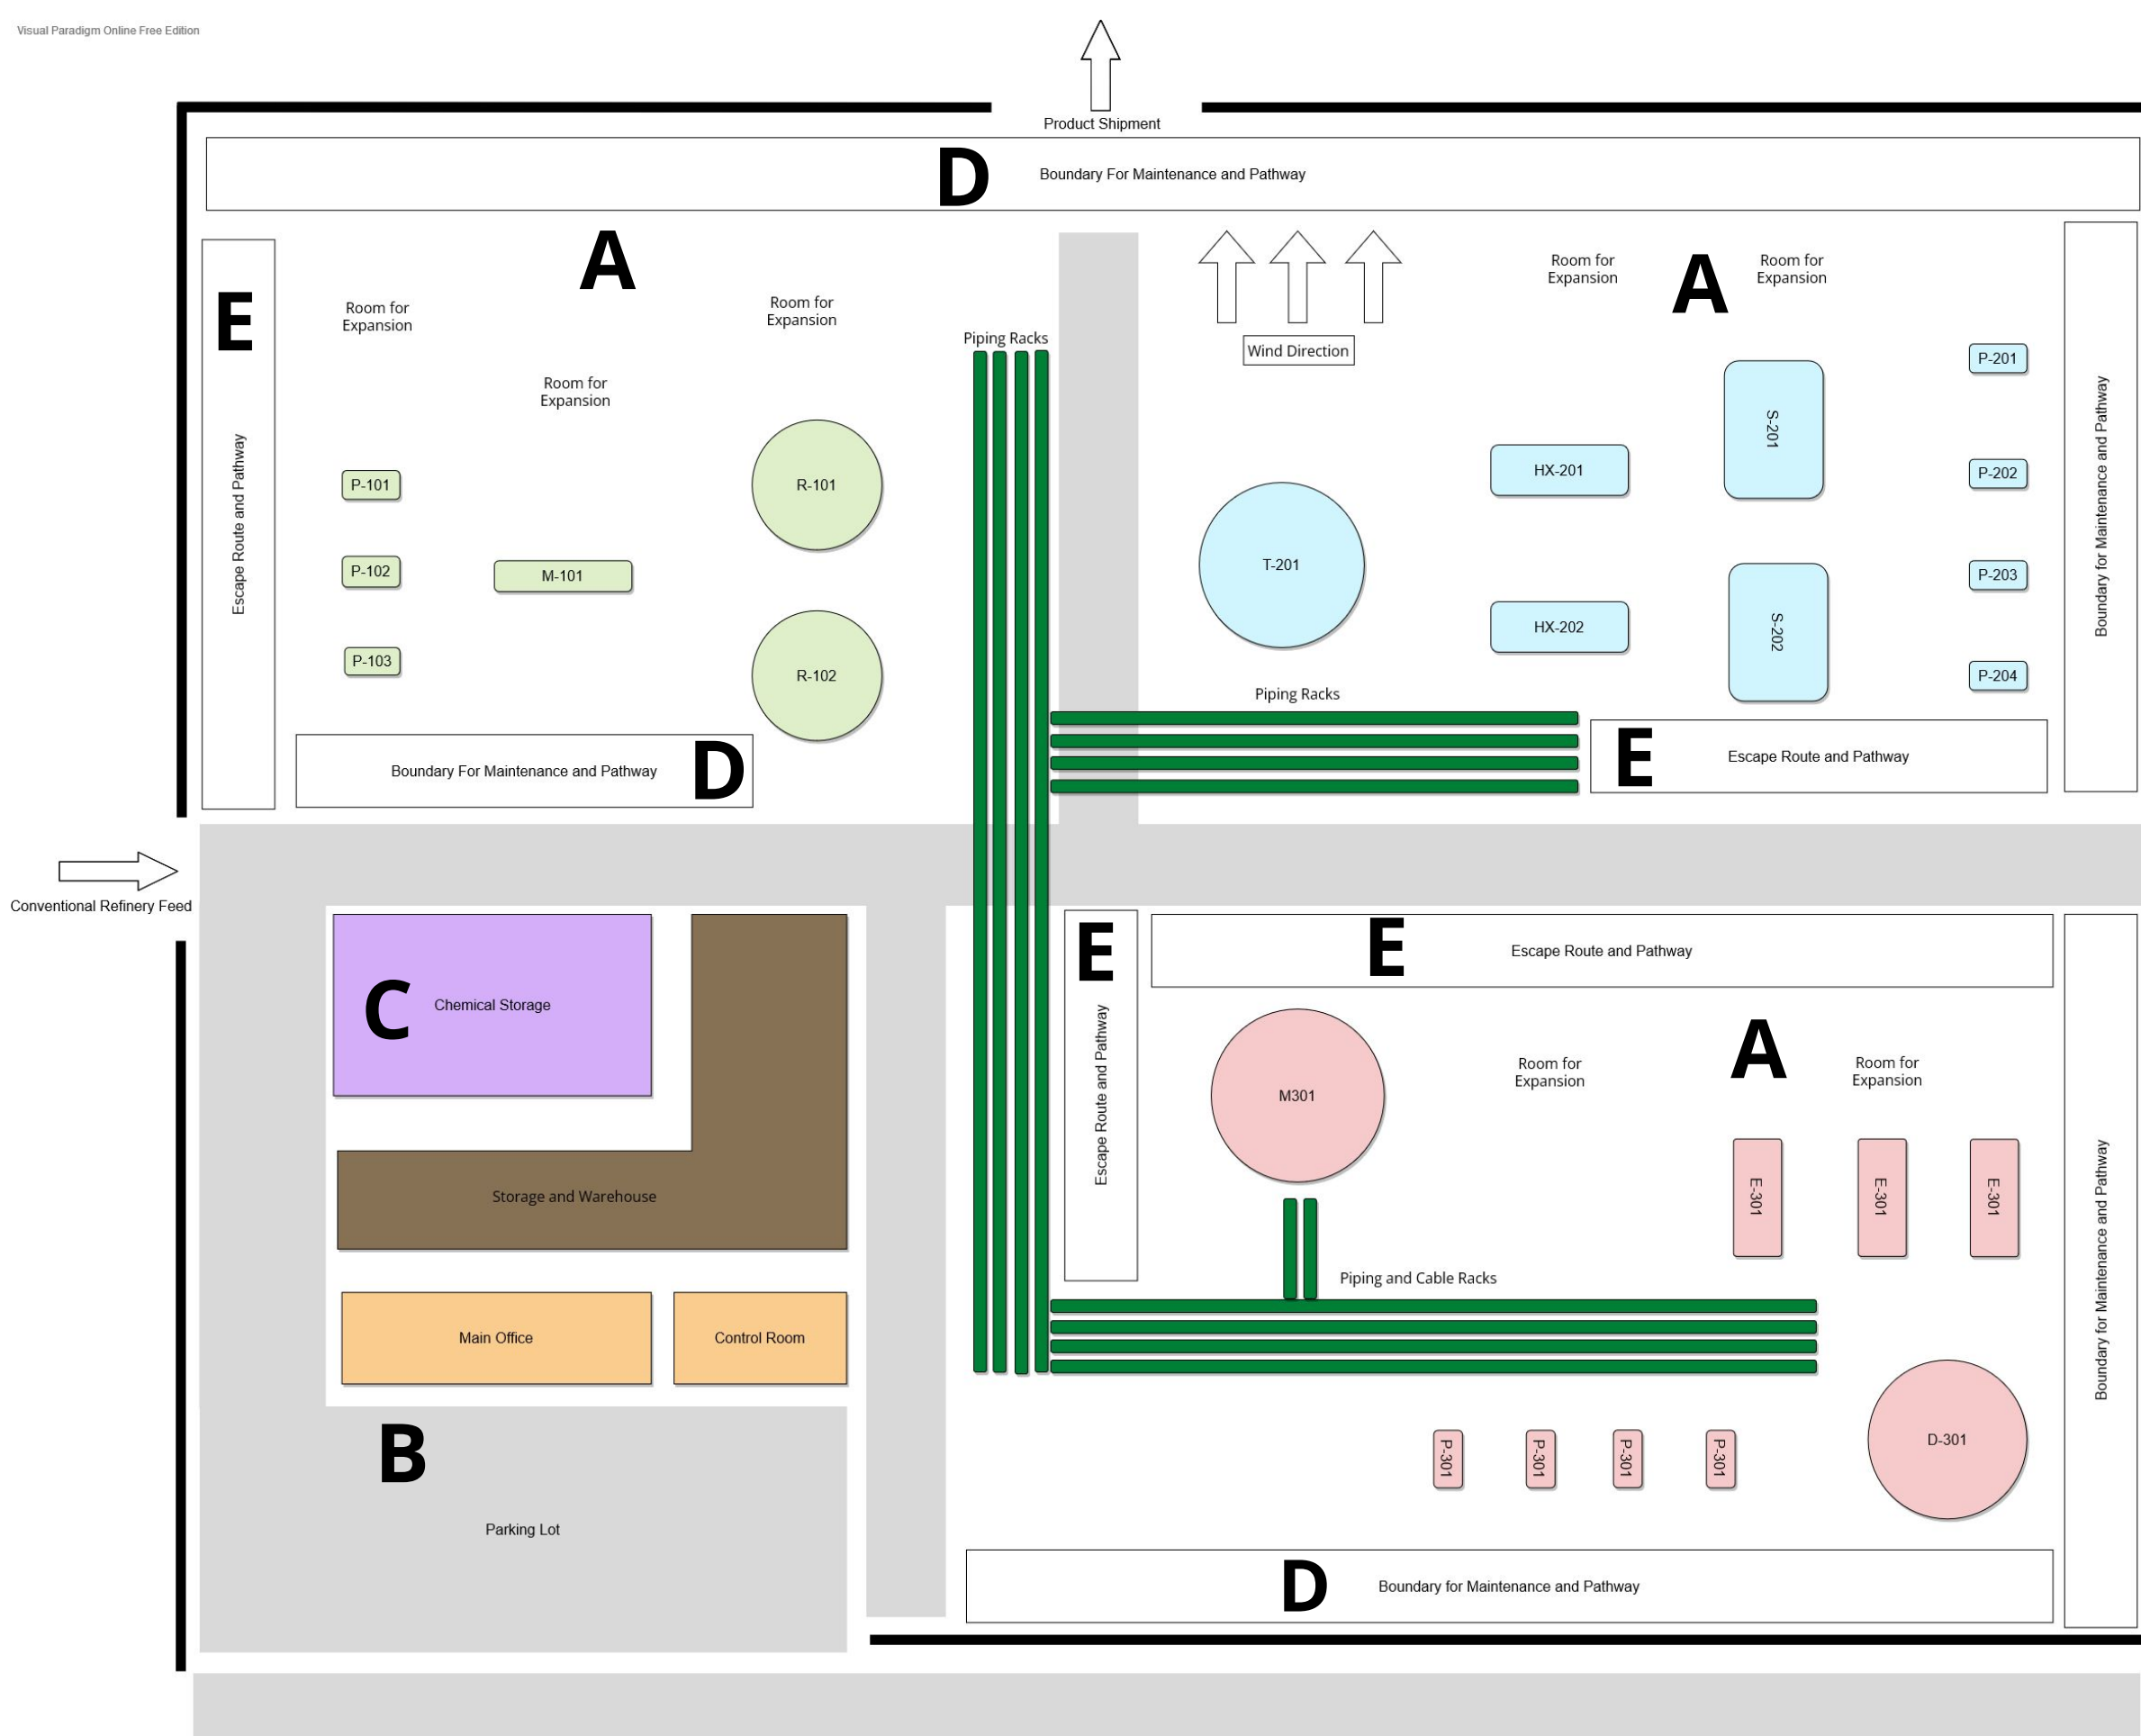 Visual Paradigm Online Free Edition
Product Shipment
D
Boundary For Maintenance and Pathway
A
E
Escape Route and Pathway
Room for
Expansion
Room for
Expansion
Room for
Expansion
P-101
P-102
P-103
M-101
R-101
R-102
Boundary For Maintenance and Pathway
D
Piping Racks
Wind Direction
Room for
Expansion
A
Room for
Expansion
T-201
HX-201
HX-202
S-201
S-202
P-201
P-202
P-203
P-204
Boundary for Maintenance and Pathway
Piping Racks
E
Escape Route and Pathway
Conventional Refinery Feed
C
Chemical Storage
Storage and Warehouse
Main Office
Control Room
B
Parking Lot
E
Escape Route and Pathway
E
Escape Route and Pathway
M301
Room for
Expansion
A
Room for
Expansion
E-301
E-301
E-301
Piping and Cable Racks
P-301
P-301
P-301
P-301
D-301
Boundary for Maintenance and Pathway
D
Boundary for Maintenance and Pathway